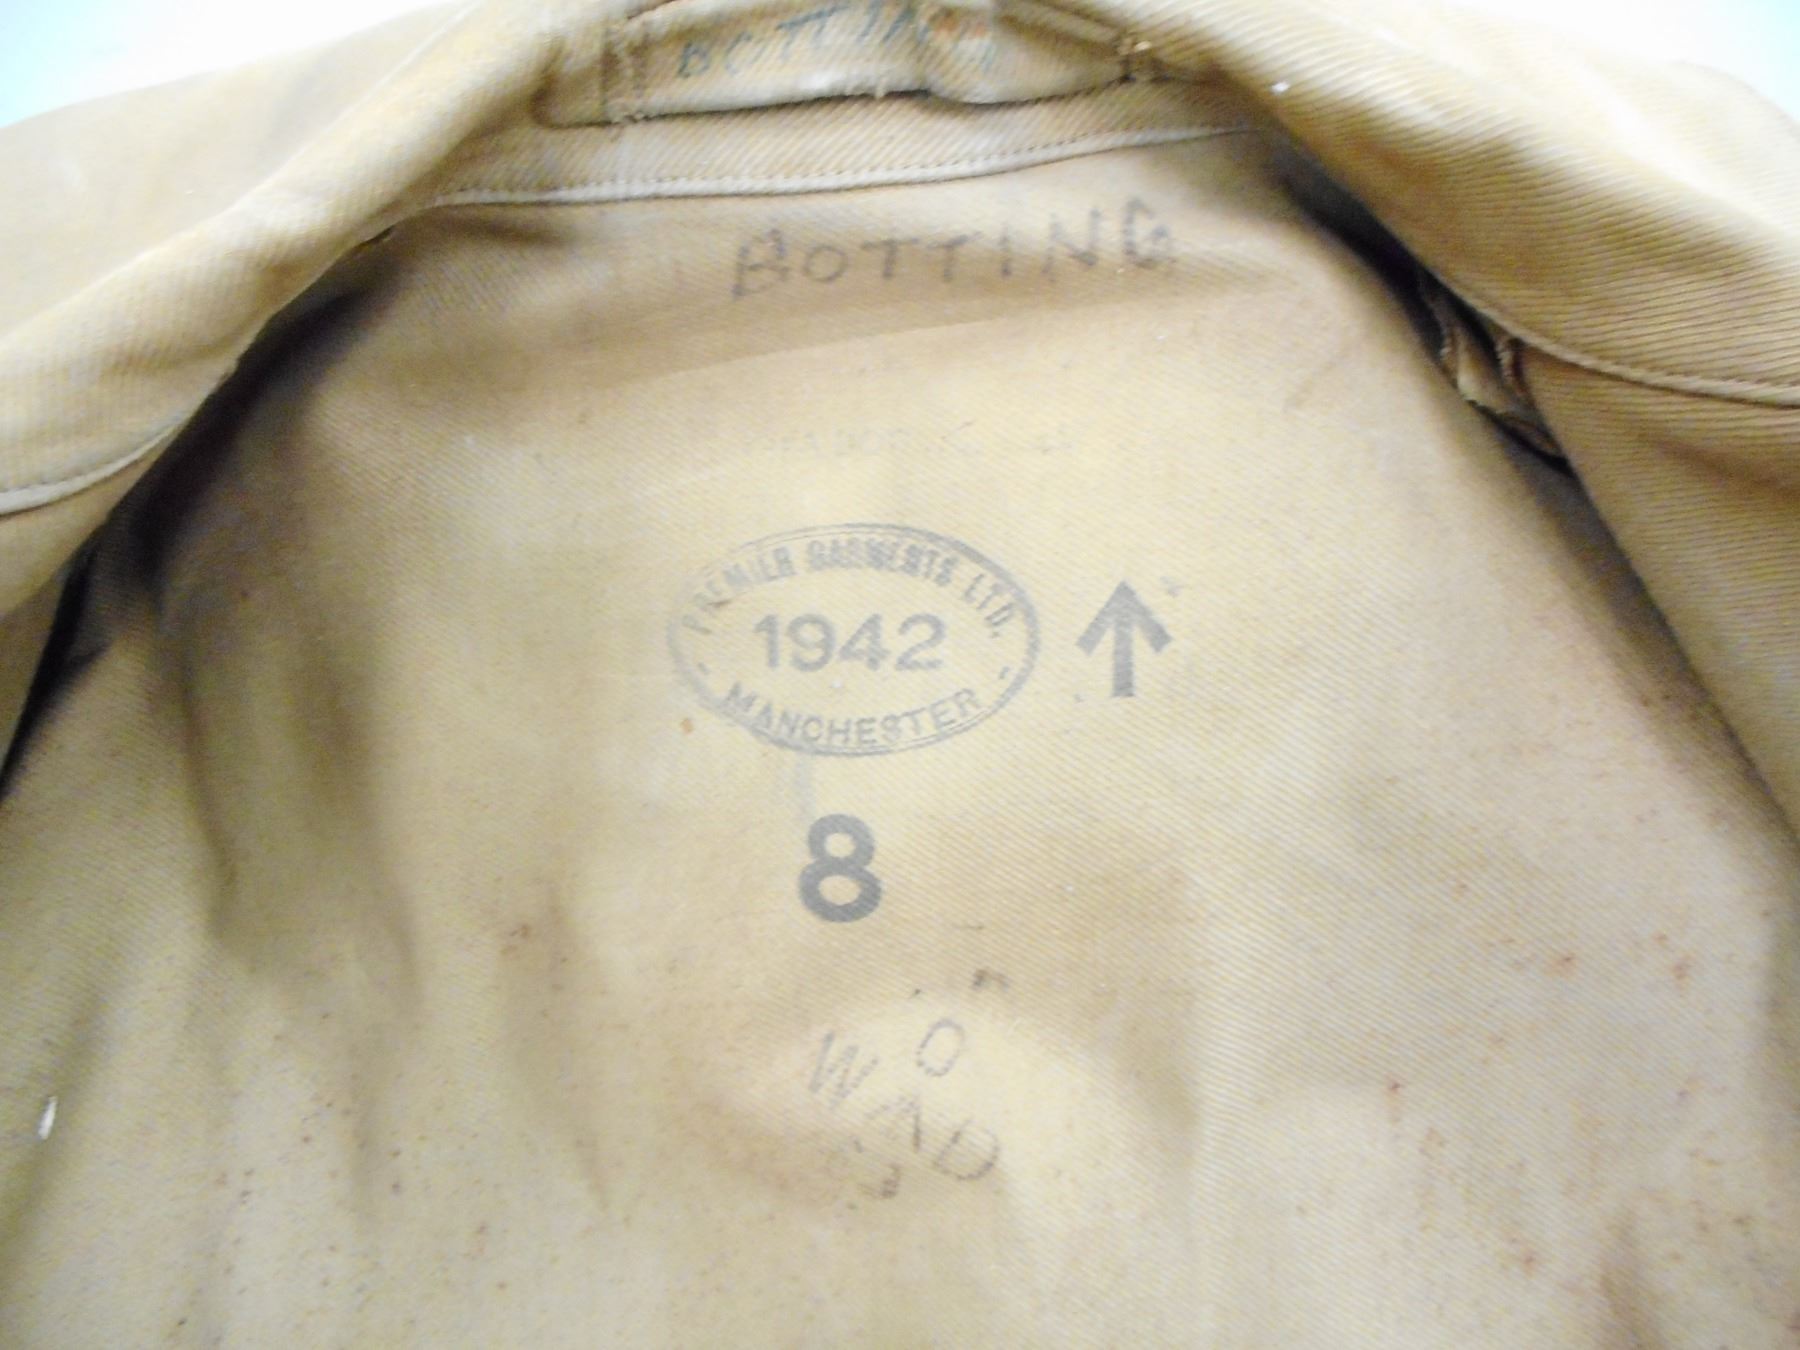 BOTTING
BOTTING
PREMIER GARMENTS LTD.
1942
- MANCHESTER -
↑
8
W O
W A D